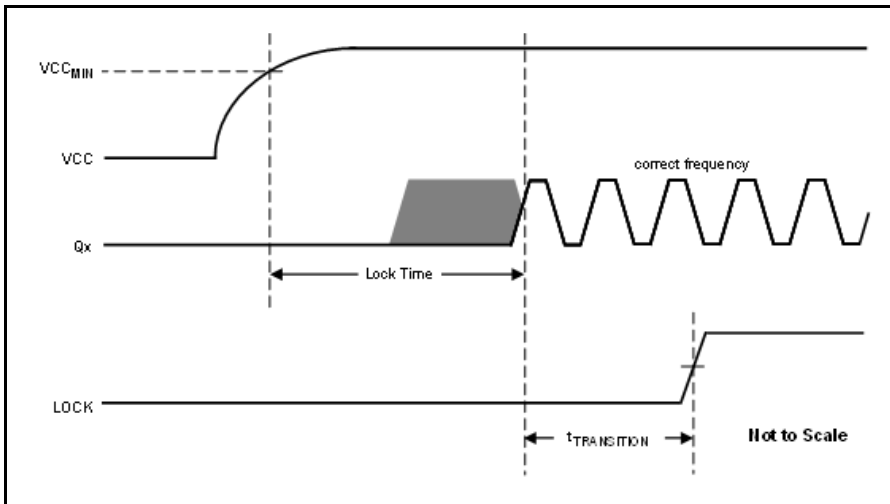 VCCMIN
VCC
correct frequency
Qx
Lock Time
LOCK
tTRANSITION
Not to Scale